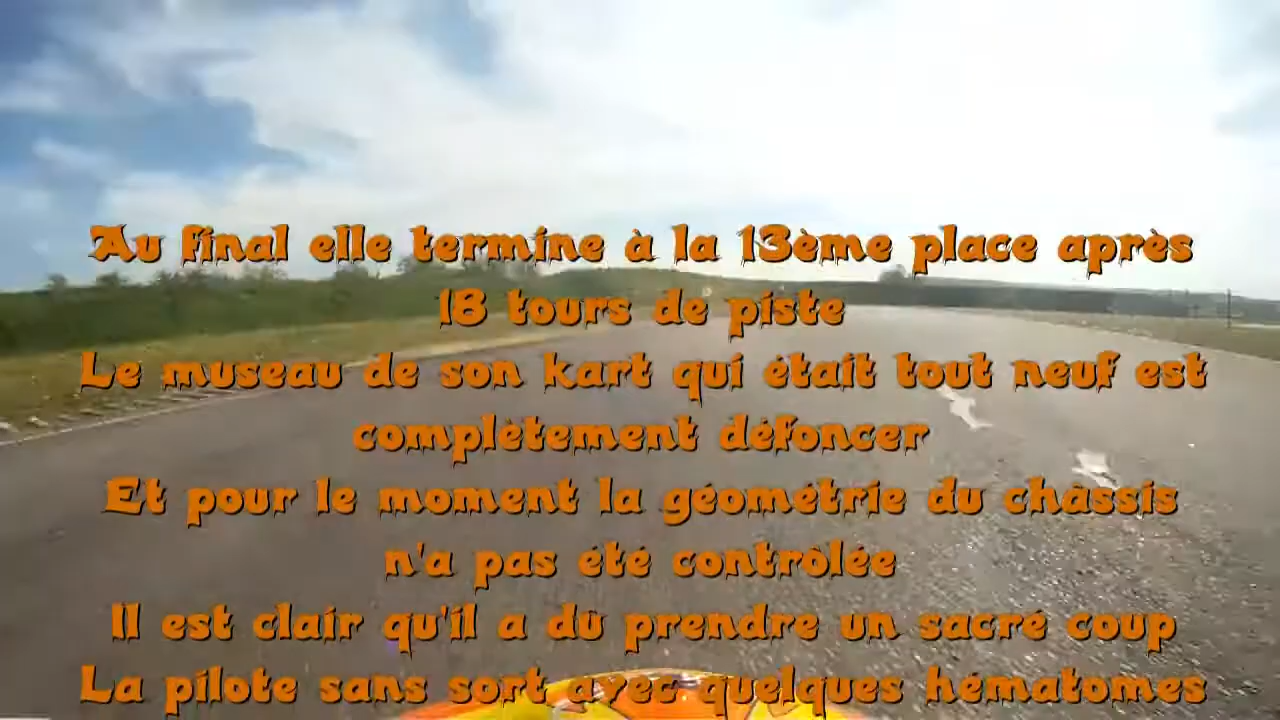 Au final elle termine à la 13ème place après
18 tours de piste
Le museau de son kart qui était tout neuf est
complètement défoncer
Et pour le moment la géométrie du châssis
n'a pas été contrôlée
Il est clair qu'il a dû prendre un sacré coup
La pilote sans sort avec quelques hématomes